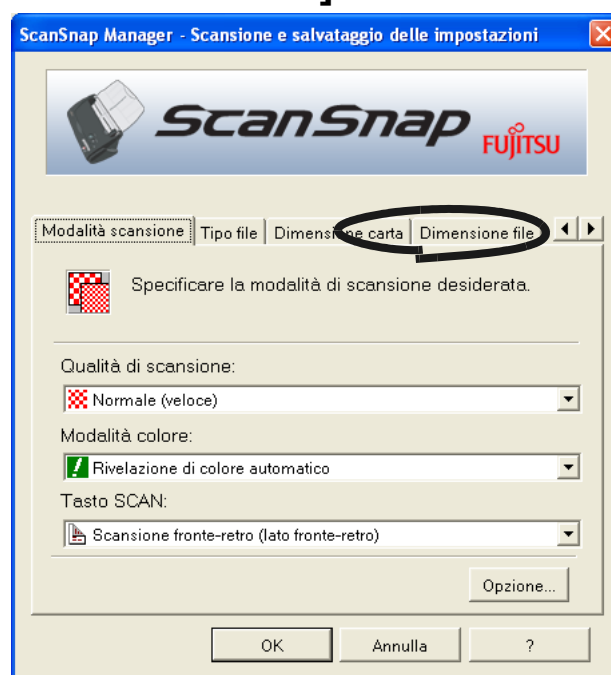 ]
ScanSnap Manager - Scansione e salvataggio delle impostazioni
ScanSnap
FUJITSU
Modalità scansione Tipo file Dimensione carta Dimensione file
Specificare la modalità di scansione desiderata.
Qualità di scansione:
Normale (veloce)
Modalità colore:
Rivelazione di colore automatico
Tasto SCAN:
Scansione fronte-retro (lato fronte-retro)
Opzione...
OK Annulla ?